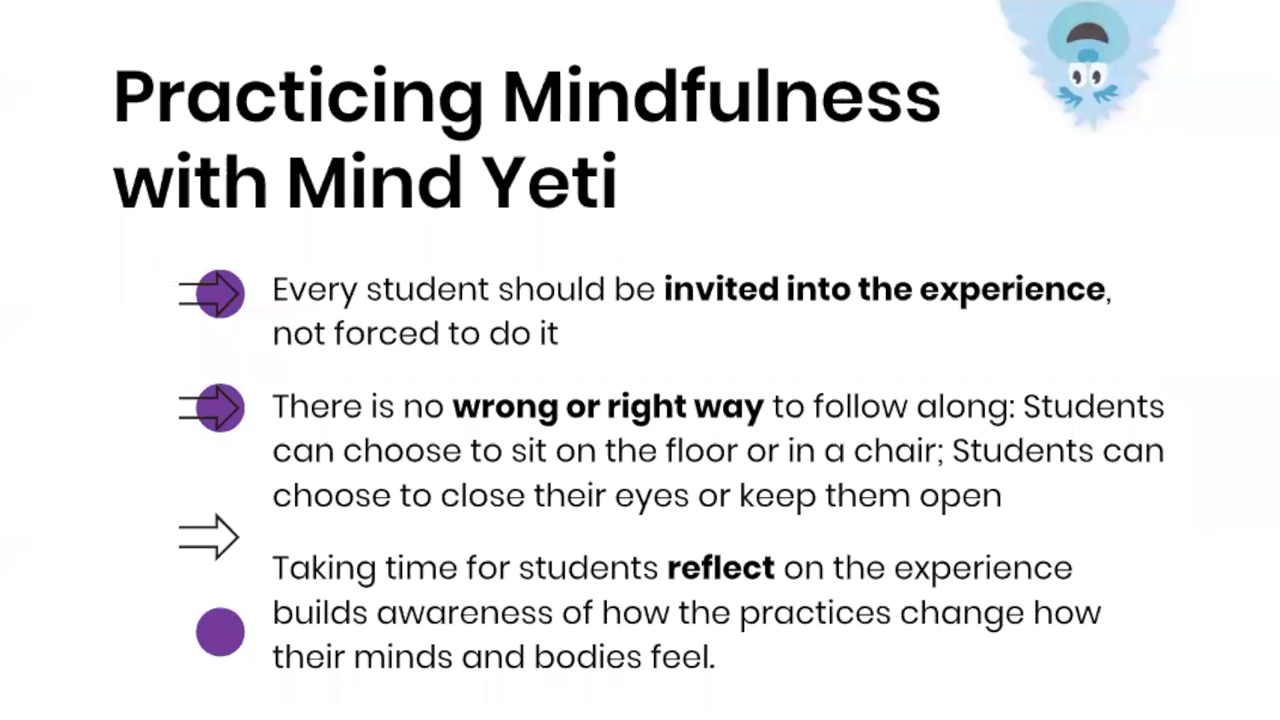 Practicing Mindfulness
with Mind Yeti
Every student should be invited into the experience,
not forced to do it
There is no wrong or right way to follow along: Students
can choose to sit on the floor or in a chair; Students can
choose to close their eyes or keep them open
Taking time for students reflect on the experience
builds awareness of how the practices change how
their minds and bodies feel.